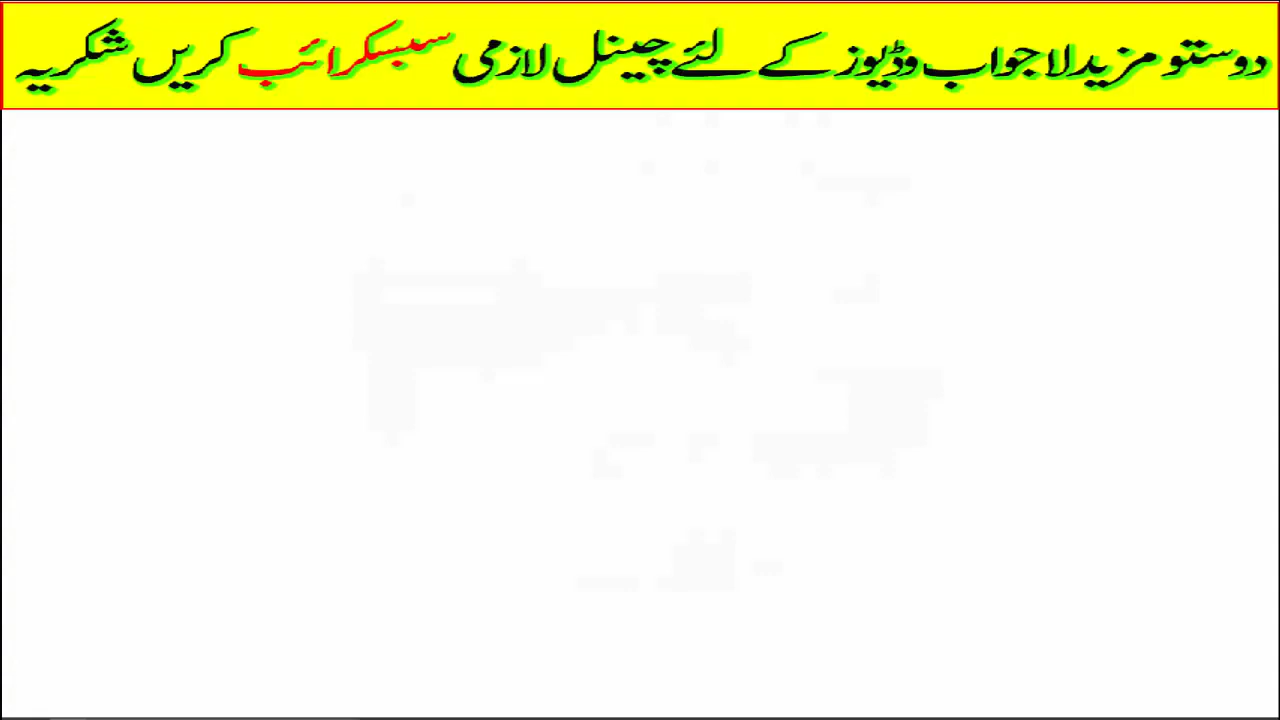 دوستو مزید لاجواب وڈیوز کے لئے چینل لازمی سبسکرائب کریں شکریہ